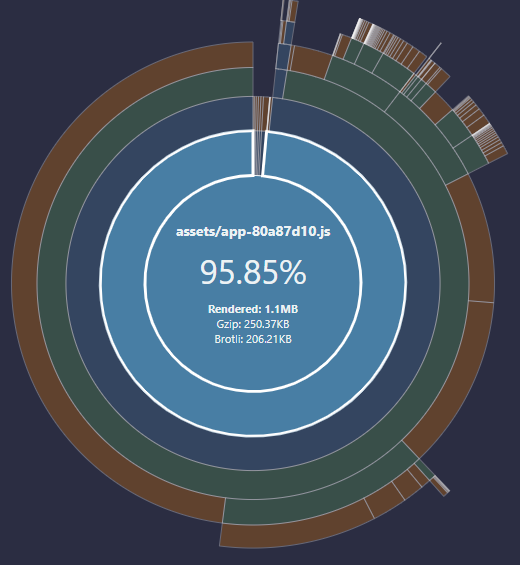 assets/app-80a87d10.js
95.85%
Rendered: 1.1MB
Gzip: 250.37KB
Brotli: 206.21KB